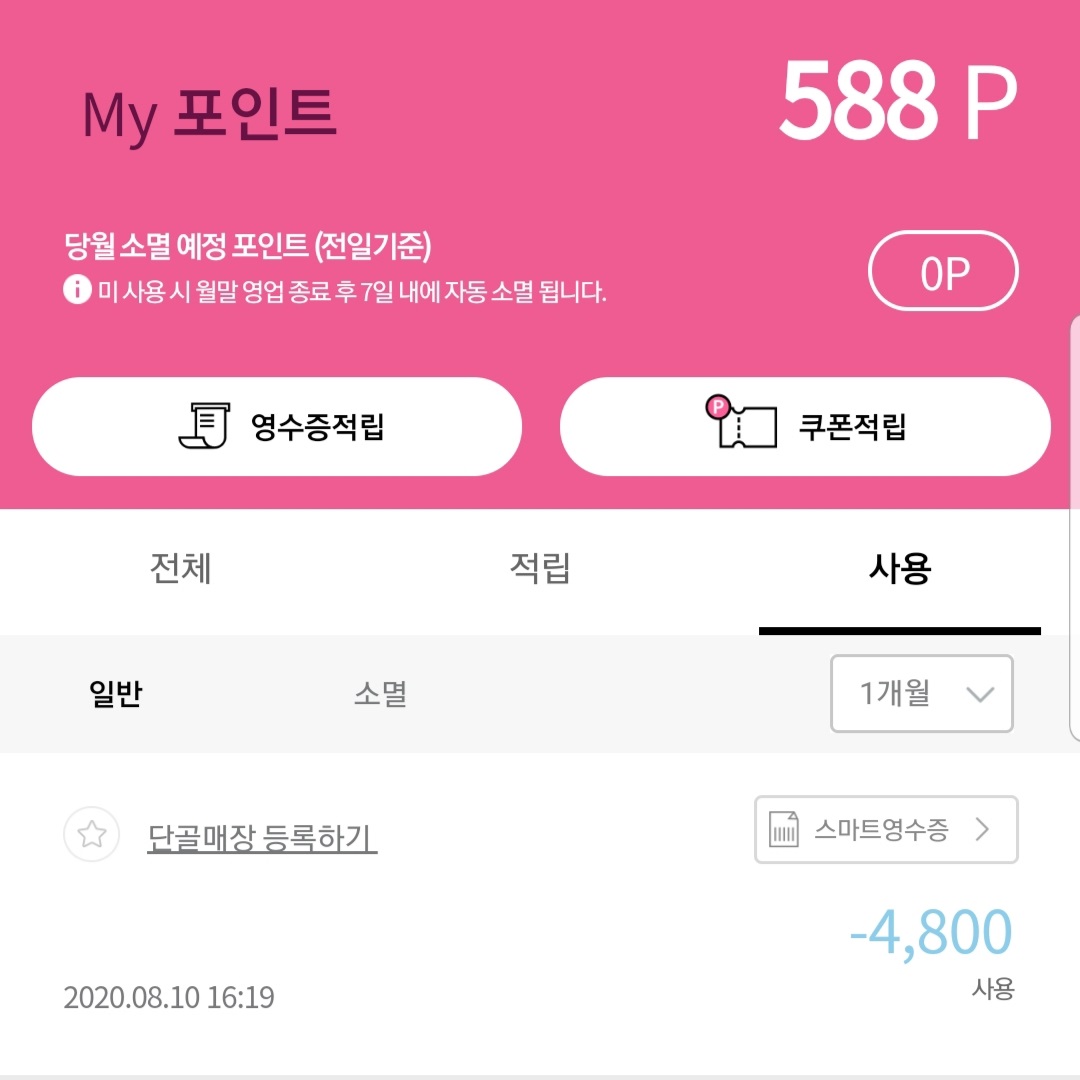 My 포인트
588 P
당월 소멸 예정 포인트 (전일기준)
미 사용 시 월말 영업 종료 후 7일 내에 자동 소멸 됩니다.
0P
영수증적립
P
쿠폰적립
전체
적립
사용
일반
소멸
1개월
단골매장 등록하기
스마트영수증
-4,800
2020.08.10 16:19
사용